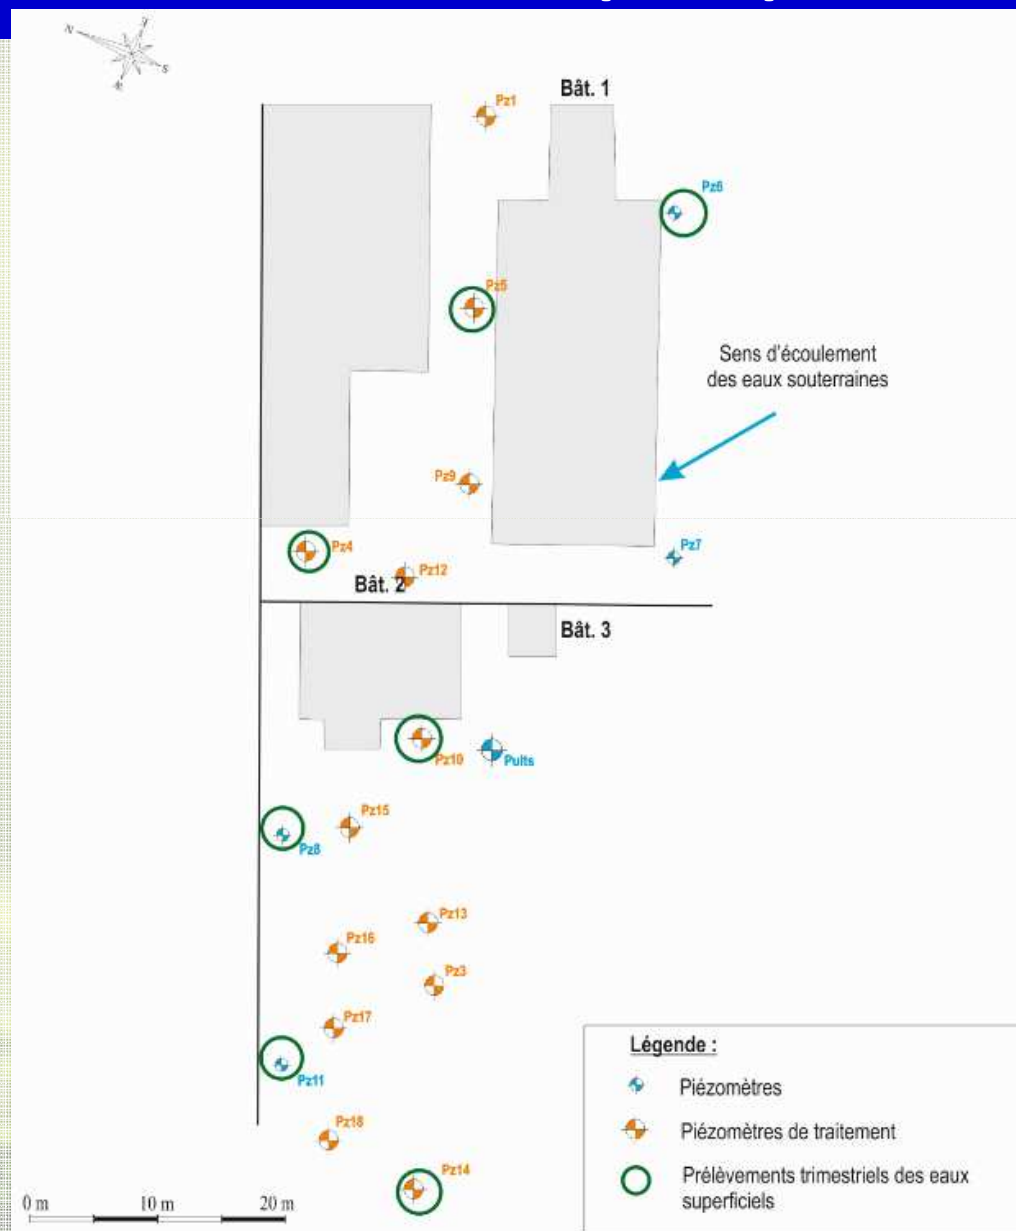 Bât. 1
Pz1
Pz6
Pz5
Sens d'écoulement
des eaux souterraines
Pz9
Pz4
Pz12
Pz7
Bât. 2
Bât. 3
Pz10
Puits
Pz15
Pz8
Pz13
Pz16
Pz3
Pz17
Pz11
Pz18
Pz14
Légende :
Piézomètres
Piézomètres de traitement
Prélèvements trimestriels des eaux
superficiels
0 m 10 m 20 m